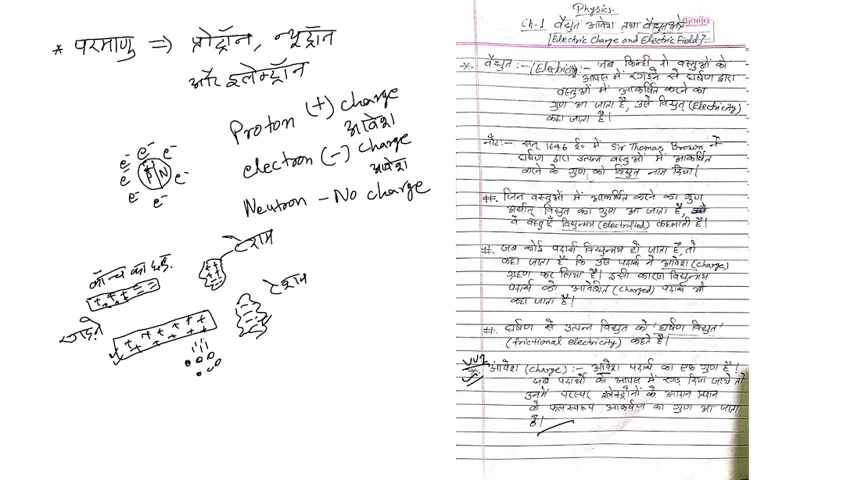 * परमाणु ⇒ प्रोट्रॉन, न्यूट्रॉन
और इलेक्ट्रॉन
Proton (+) charge
आवेश
electron (-) charge
आवेश
Neutron - No charge
e⁻ e⁻ e⁻
e⁻ P N e⁻
e⁻ e⁻ e⁻
रेशम
काँच की छड़
रेशम
रगड़ने
Physics
Ch-1 वैद्युत आवेश तथा वैद्युत क्षेत्र
[Electric Charge and Electric Field]:-
*. वैद्युत:- (Electricity):- जब किन्हीं दो वस्तुओं को
आपस में रगड़ने से घर्षण द्वारा
वस्तुओं में आकर्षित करने का
गुण आ जाता है, उसे विद्युत् (Electricity)
कहा जाता है।
नोट:- सन् 1646 ई० में Sir Thomas Brown ने
घर्षण द्वारा उत्पन्न वस्तुओं में आकर्षित
करने के गुण को विद्युत नाम दिया।
#. जिन वस्तुओं में आकर्षित करने का गुण
अर्थात् विद्युत का गुण आ जाता है,
वे वस्तुएँ विद्युन्मय (electrified) कहलाती है।
#. जब कोई पदार्थ विद्युन्मय हो जाता है, तो
कहा जाता है कि उस पदार्थ ने आवेश (charge)
ग्रहण कर लिया है। इसी कारण विद्युन्मय
पदार्थ को आवेशित (charged) पदार्थ भी
कहा जाता है।
#. घर्षण से उत्पन्न विद्युत को 'घर्षण विद्युत'
(frictional electricity) कहते है।
आवेश (charge):- आवेश पदार्थ का एक गुण है।
जब पदार्थों के आपस में रगड़ दिया जाये तो
उनमें परस्पर इलेक्ट्रोनों के आदान प्रदान
के फलस्वरूप आकर्षण का गुण आ जाता
है।